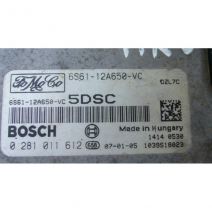 FoMoCo 6S61-12A650-VC
6S61-12A650-VC 5DSC DZL7C
BOSCH Made in Hungary
1414 0530
0 281 011 612 07-01-05 1039S18023